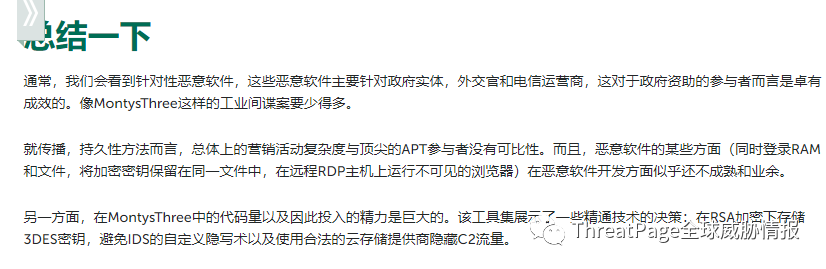 总结一下
通常，我们会看到针对性恶意软件，这些恶意软件主要针对政府实体，外交官和电信运营商，这对于政府资助的参与者而言是卓有
成效的。像MontysThree这样的工业间谍案要少得多。
就传播，持久性方法而言，总体上的营销活动复杂度与顶尖的APT参与者没有可比性。而且，恶意软件的某些方面（同时登录RAM
和文件，将加密密钥保留在同一文件中，在远程RDP主机上运行不可见的浏览器）在恶意软件开发方面似乎还不成熟和业余。
另一方面，在MontysThree中的代码量以及因此投入的精力是巨大的。该工具集展示了一些精通技术的决策：在RSA加密下存储
3DES密钥，避免IDS的自定义隐写术以及使用合法的云存储提供商隐藏C2流量。
ThreatPage全球威胁情报